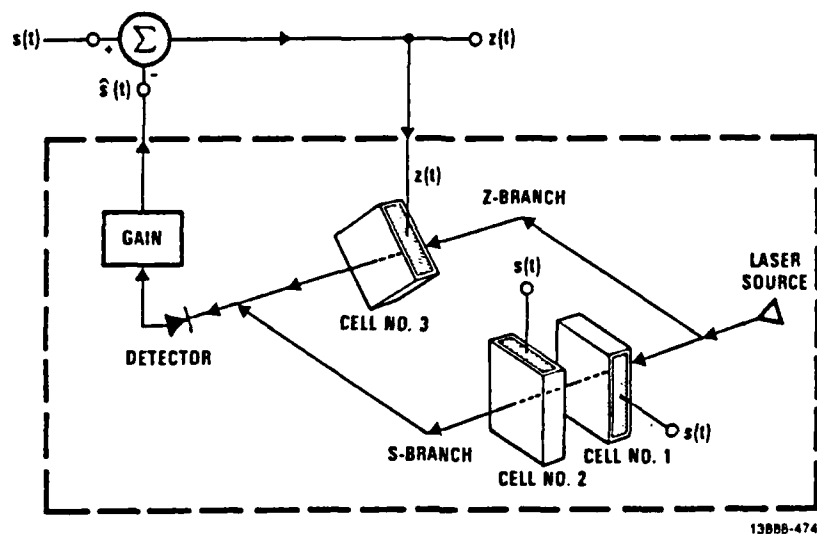 s(t)
+
Σ
-
z(t)
ŝ(t)
z(t)
Z-BRANCH
GAIN
LASER
SOURCE
s(t)
CELL NO. 3
DETECTOR
s(t)
S-BRANCH
CELL NO. 1
CELL NO. 2
13888-474